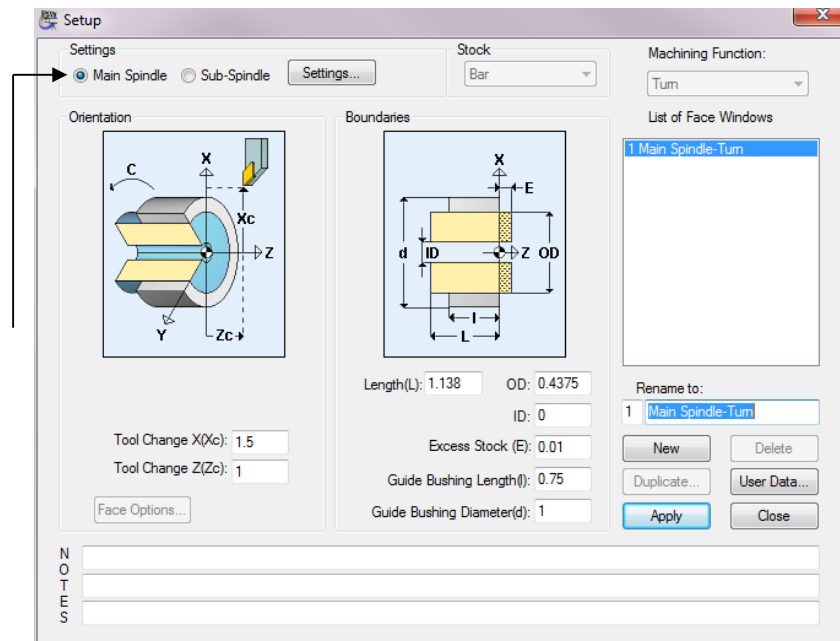 Setup
Settings
Main Spindle
Sub-Spindle
Settings...
Stock
Bar
Machining Function:
Turn
Orientation
C
X
Xc
Z
Y
Zc
Boundaries
X
E
d
ID
Z
OD
l
L
List of Face Windows
1 Main Spindle-Turn
Length(L): 1.138
OD: 0.4375
ID: 0
Excess Stock (E): 0.01
Guide Bushing Length(l): 0.75
Guide Bushing Diameter(d): 1
Tool Change X(Xc): 1.5
Tool Change Z(Zc): 1
Face Options...
Rename to:
1 Main Spindle-Turn
New
Delete
Duplicate...
User Data...
Apply
Close
NOTES